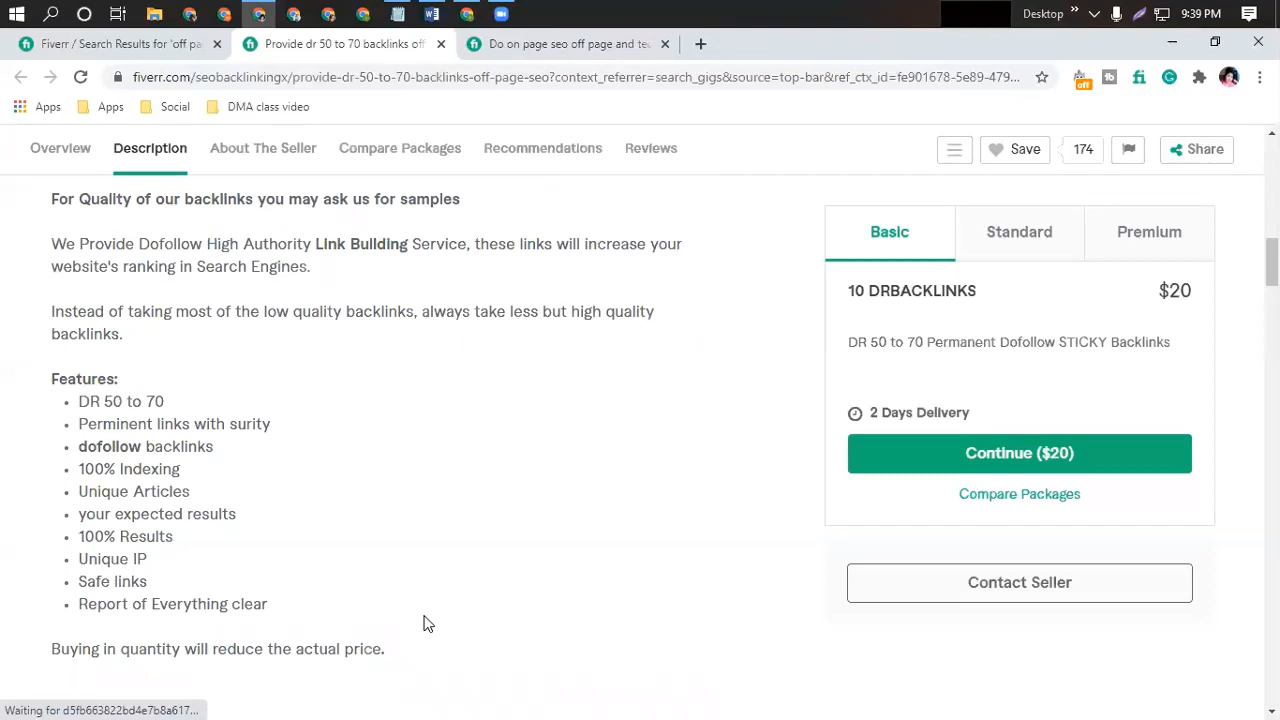 Desktop
9:39 PM
Fiverr / Search Results for 'off pa
Provide dr 50 to 70 backlinks off
Do on page seo off page and tec
fiverr.com/seobacklinkingx/provide-dr-50-to-70-backlinks-off-page-seo?context_referrer=search_gigs&source=top-bar&ref_ctx_id=fe901678-5e89-479...
off
Apps
Apps
Social
DMA class video
Overview
Description
About The Seller
Compare Packages
Recommendations
Reviews
Save
174
Share
For Quality of our backlInks you may ask us for samples
We Provide Dofollow High Authority LInk Building Service, these links will increase your
website's ranking in Search Engines.
Instead of taking most of the low quality backlinks, always take less but high quality
backlinks.
Features:
DR 50 to 70
Perminent links with surity
dofollow backlinks
100% Indexing
Unique Articles
your expected results
100% Results
Unique IP
Safe links
Report of Everything clear
Buying in quantity will reduce the actual price.
Basic
Standard
Premium
10 DRBACKLINKS
$20
DR 50 to 70 Permanent Dofollow STICKY Backlinks
2 Days Delivery
Continue ($20)
Compare Packages
Contact Seller
Waiting for d5fb663822bd4e7b8a617...